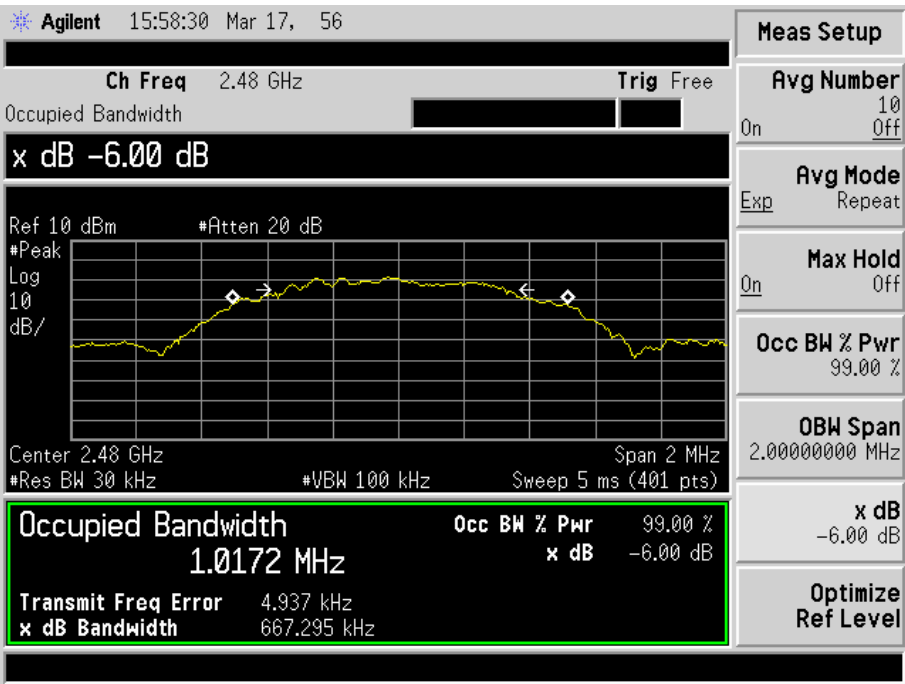 Agilent 15:58:30 Mar 17, 56
Ch Freq 2.48 GHz Trig Free
Occupied Bandwidth
x dB -6.00 dB
Ref 10 dBm #Atten 20 dB
#Peak
Log
10
dB/
Center 2.48 GHz Span 2 MHz
#Res BW 30 kHz #VBW 100 kHz Sweep 5 ms (401 pts)
Occupied Bandwidth Occ BW % Pwr 99.00 %
1.0172 MHz x dB -6.00 dB
Transmit Freq Error 4.937 kHz
x dB Bandwidth 667.295 kHz
Meas Setup
Avg Number
10
On Off
Avg Mode
Exp Repeat
Max Hold
On Off
Occ BW % Pwr
99.00 %
OBW Span
2.00000000 MHz
x dB
-6.00 dB
Optimize
Ref Level